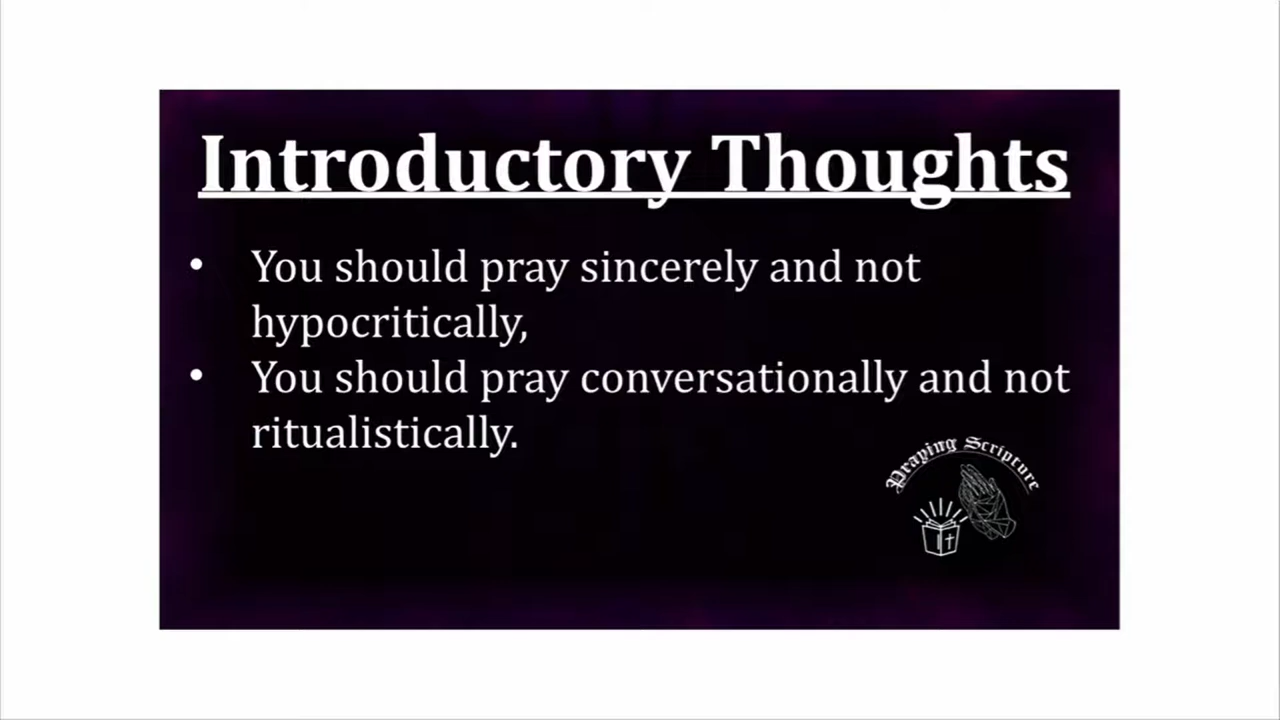 Introductory Thoughts
• You should pray sincerely and not
hypocritically,
• You should pray conversationally and not
ritualistically.
Praying Scripture